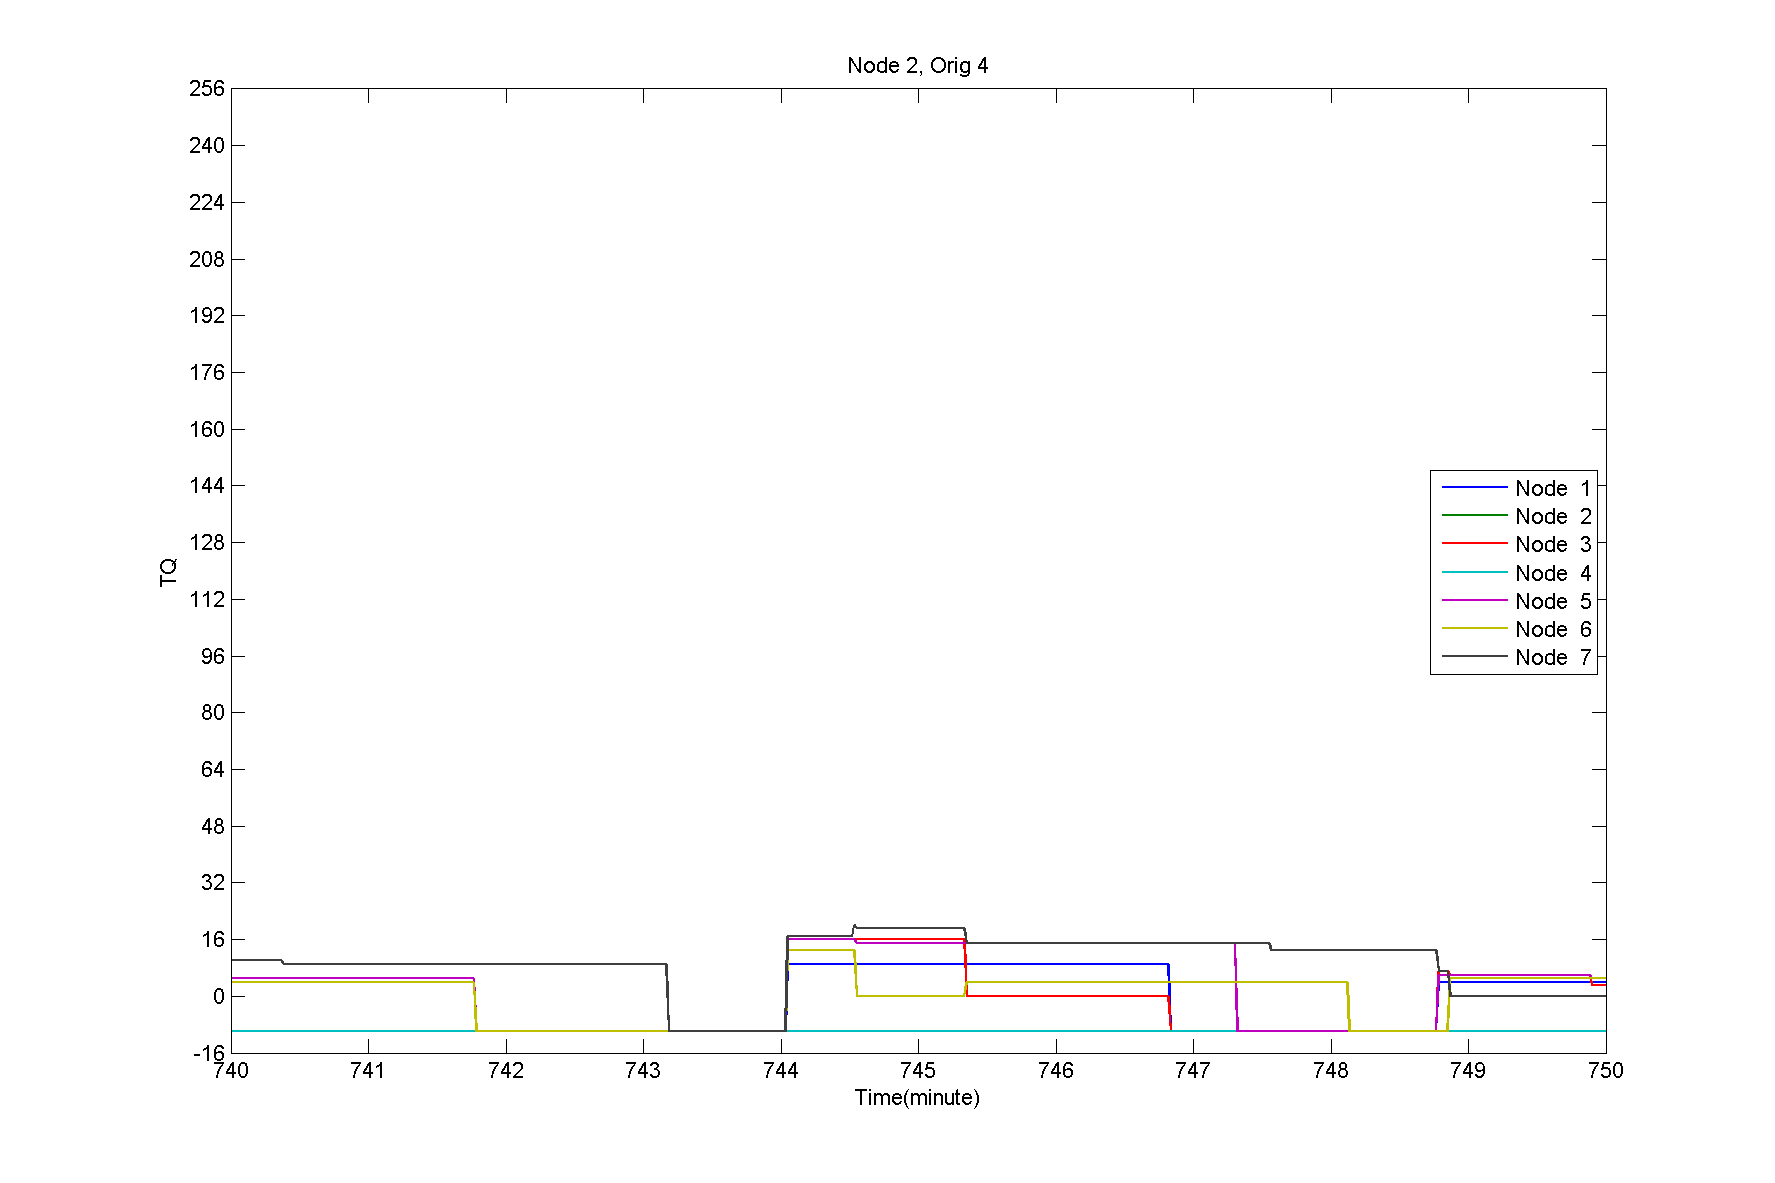 Node 2, Orig 4
256
240
224
208
192
176
160
144
128
112
96
80
64
48
32
16
0
-16
TQ
Node 1
Node 2
Node 3
Node 4
Node 5
Node 6
Node 7
740 741 742 743 744 745 746 747 748 749 750
Time(minute)